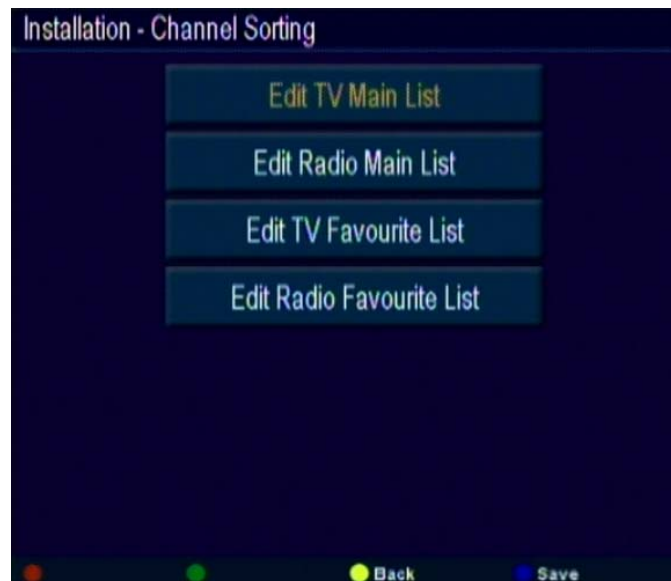 Installation - Channel Sorting
Edit TV Main List
Edit Radio Main List
Edit TV Favourite List
Edit Radio Favourite List
Back Save